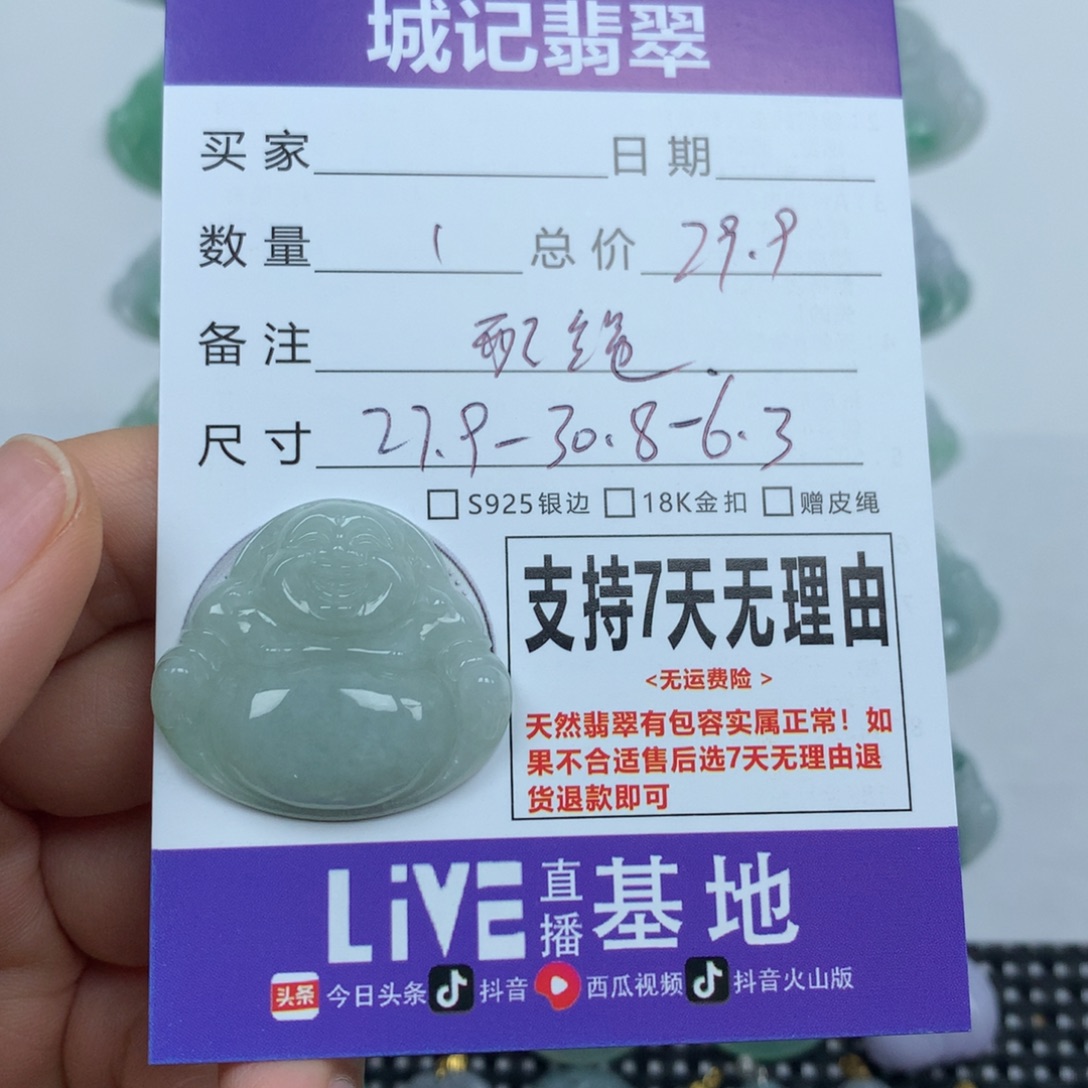 城记翡翠
买家 日期
数量 1 总价 29.9
备注 配绳.
尺寸 27.9-30.8-6.3
□ S925银边 □ 18K金扣 □ 赠皮绳
支持7天无理由
<无运费险 >
天然翡翠有包容实属正常！如
果不合适售后选7天无理由退
货退款即可
LiVE 直播 基地
头条 今日头条 抖音 西瓜视频 抖音火山版